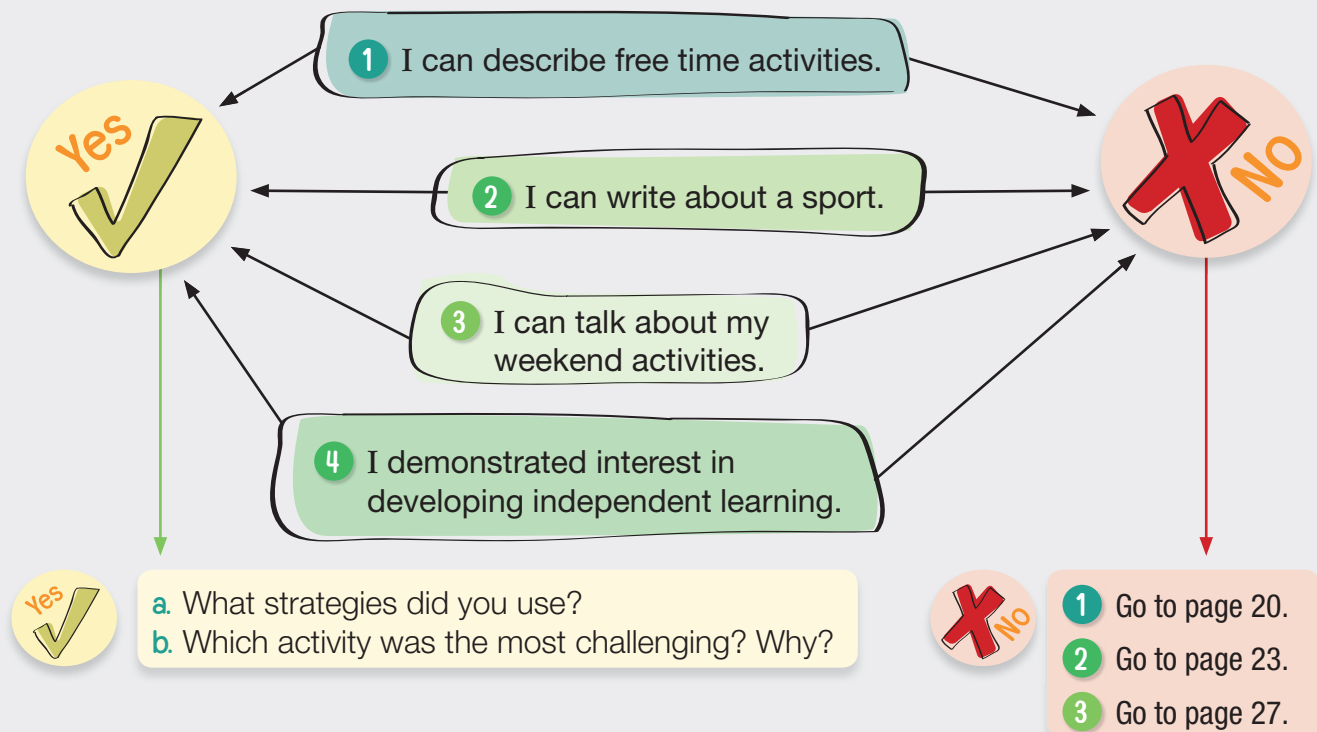 1 I can describe free time activities.
Yes
No
2 I can write about a sport.
3 I can talk about my
weekend activities.
4 I demonstrated interest in
developing independent learning.
Yes
a. What strategies did you use?
b. Which activity was the most challenging? Why?
No
1 Go to page 20.
2 Go to page 23.
3 Go to page 27.